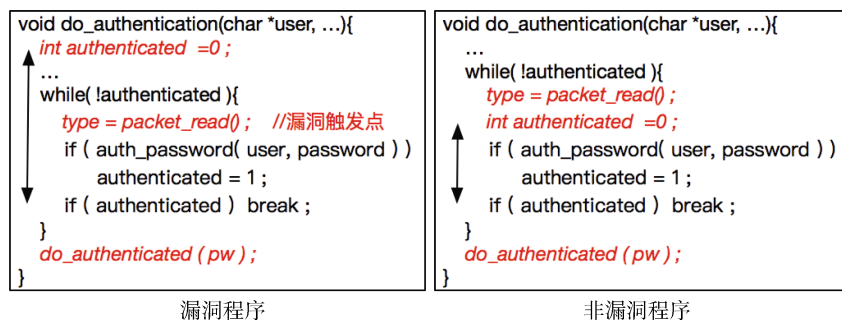 void do_authentication(char *user, …){
int authenticated =0 ;
…
while( !authenticated ){
type = packet_read() ; //漏洞触发点
if ( auth_password( user, password ) )
authenticated = 1 ;
if ( authenticated ) break ;
}
do_authenticated ( pw ) ;
}
漏洞程序
void do_authentication(char *user, …){
…
while( !authenticated ){
type = packet_read() ;
int authenticated =0 ;
if ( auth_password( user, password ) )
authenticated = 1 ;
if ( authenticated ) break ;
}
do_authenticated ( pw ) ;
}
非漏洞程序